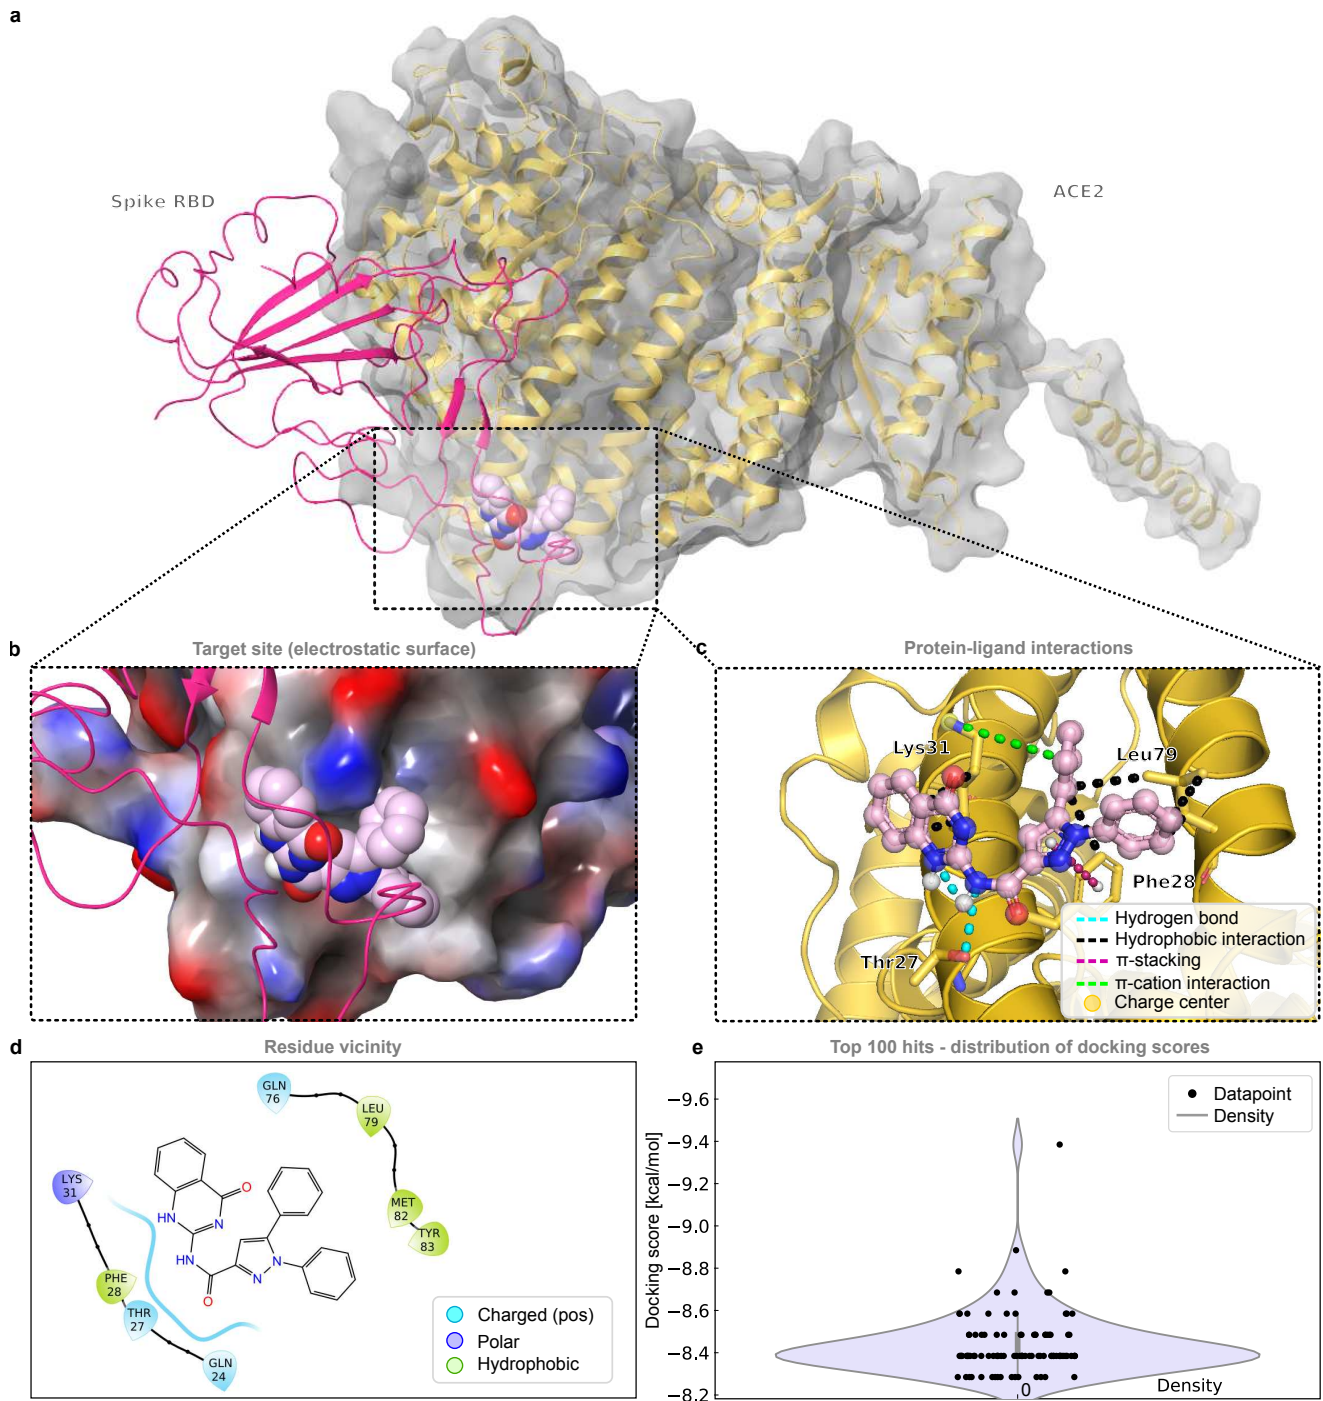 a
Spike RBD
ACE2
b
Target site (electrostatic surface)
c
Protein-ligand interactions
Lys31
Leu79
Phe28
Thr27
Hydrogen bond
Hydrophobic interaction
π-stacking
π-cation interaction
Charge center
d
Residue vicinity
GLN
76
LEU
79
LYS
31
MET
82
TYR
83
PHE
28
THR
27
GLN
24
O
HN
N
HN
N
N
O
Charged (pos)
Polar
Hydrophobic
e
Top 100 hits - distribution of docking scores
Docking score [kcal/mol]
−9.6
−9.4
−9.2
−9.0
−8.8
−8.6
−8.4
−8.2
Datapoint
Density
0
Density